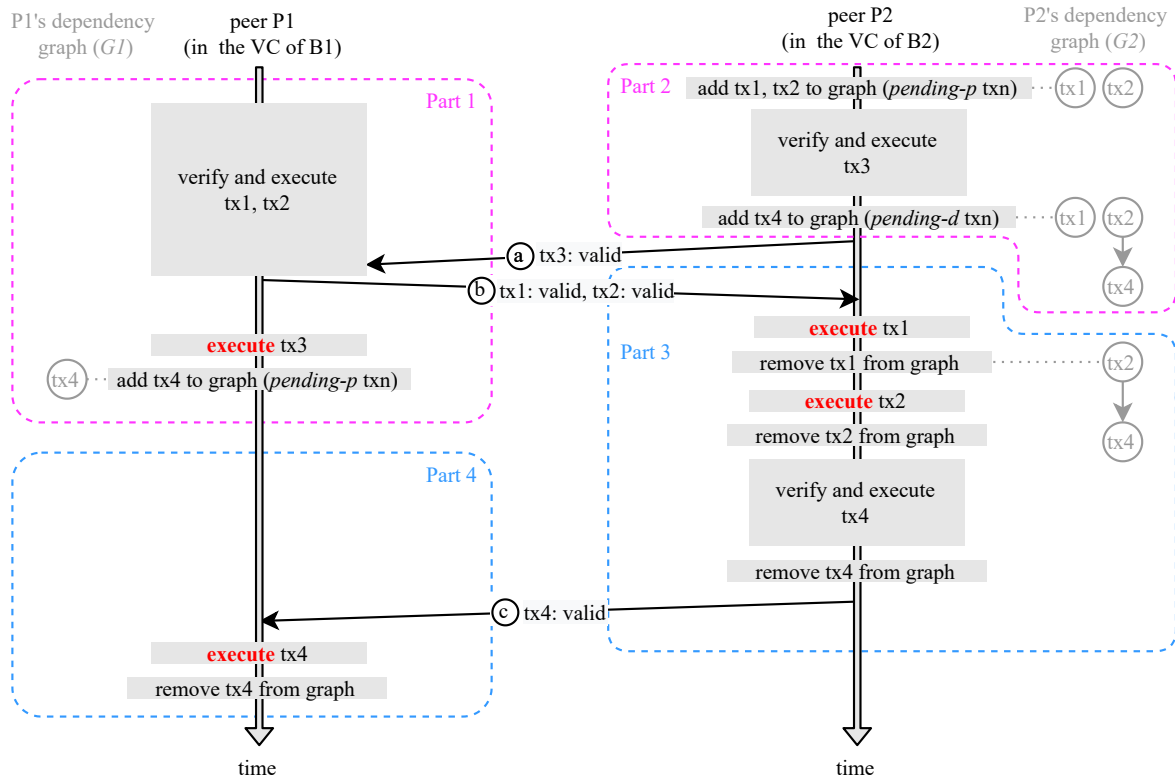 P1's dependency
graph (G1)
peer P1
(in the VC of B1)
peer P2
(in the VC of B2)
P2's dependency
graph (G2)
Part 1
verify and execute
tx1, tx2
Part 2
add tx1, tx2 to graph (pending-p txn)
tx1
tx2
verify and execute
tx3
add tx4 to graph (pending-d txn)
tx1
tx2
tx4
a tx3: valid
b tx1: valid, tx2: valid
execute tx3
tx4
add tx4 to graph (pending-p txn)
Part 3
execute tx1
remove tx1 from graph
tx2
tx4
execute tx2
remove tx2 from graph
verify and execute
tx4
remove tx4 from graph
Part 4
c tx4: valid
execute tx4
remove tx4 from graph
time
time